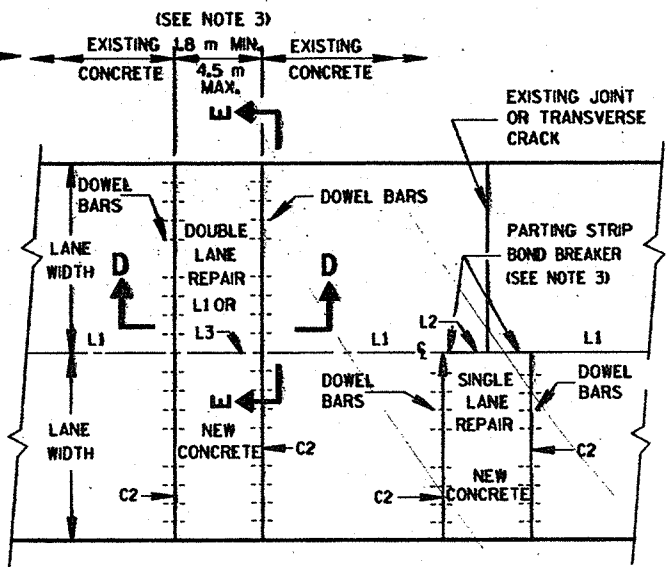 (SEE NOTE 3)
EXISTING 1.8 m MIN. EXISTING
CONCRETE 4.5 m CONCRETE
MAX.
E
EXISTING JOINT
OR TRANSVERSE
CRACK
DOWEL
BARS
DOWEL BARS
DOUBLE
LANE
REPAIR
L1 OR
L3
LANE
WIDTH
D
D
PARTING STRIP
BOND BREAKER
(SEE NOTE 3)
L1
L1
L2
L1
℄
E
DOWEL
BARS
SINGLE
LANE
REPAIR
DOWEL
BARS
LANE
WIDTH
NEW
CONCRETE
C2
C2
C2
C2
NEW
CONCRETE